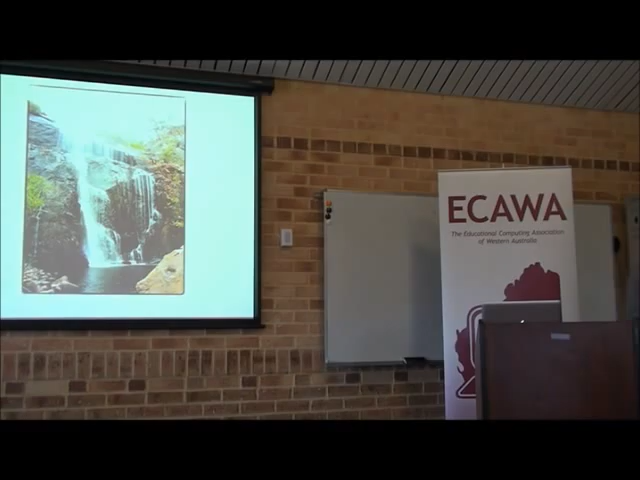 ECAWA
The Educational Computing Association
of Western Australia